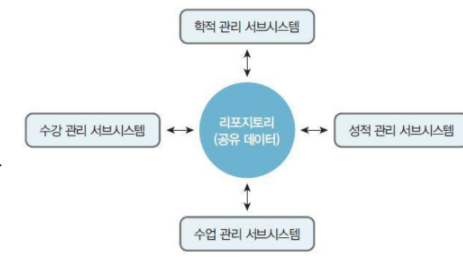 학적 관리 서브시스템
수강 관리 서브시스템
리포지토리
(공유 데이터)
성적 관리 서브시스템
수업 관리 서브시스템